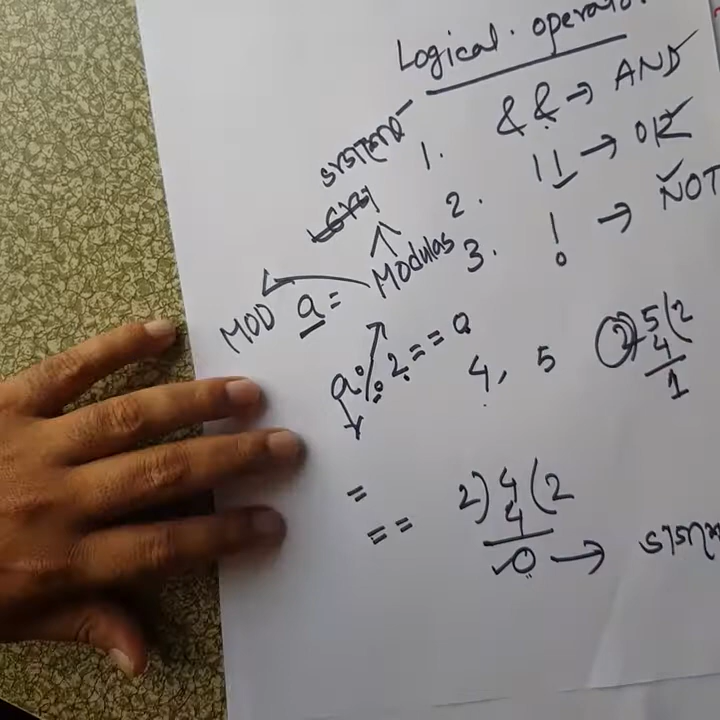 Logical. operator
1. && → AND
2. || → OR
3. ! → NOT
Modulas
MOD a =
a % 2 == 0
4, 5
2) 5 (2
4
1
=
==
2) 4 (2
4
0 →